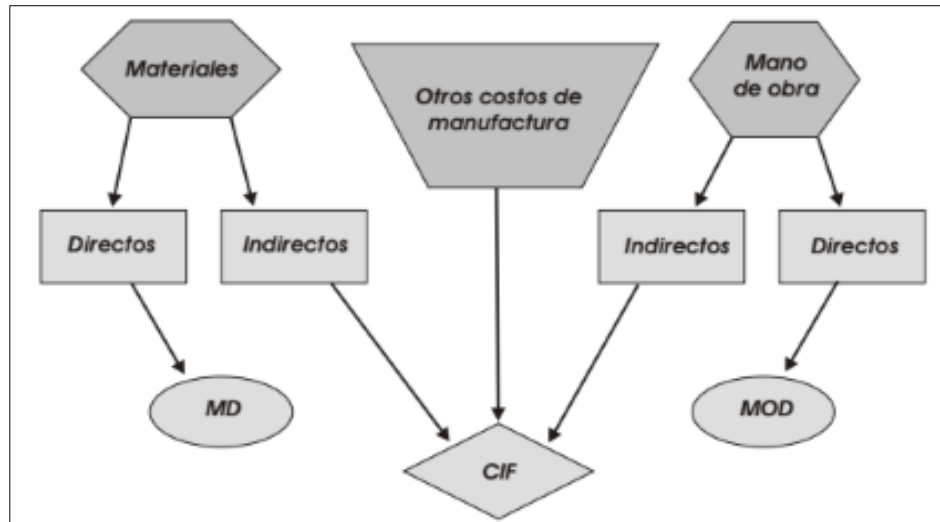 Materiales
Otros costos de
manufactura
Mano
de obra
Directos
Indirectos
Indirectos
Directos
MD
MOD
CIF